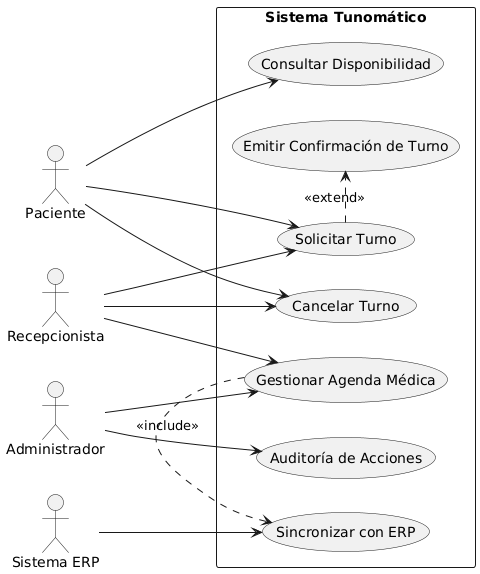 Sistema Tunomático
Consultar Disponibilidad
Emitir Confirmación de Turno
«extend»
Paciente
Solicitar Turno
Cancelar Turno
Recepcionista
Gestionar Agenda Médica
«include»
Administrador
Auditoría de Acciones
Sincronizar con ERP
Sistema ERP